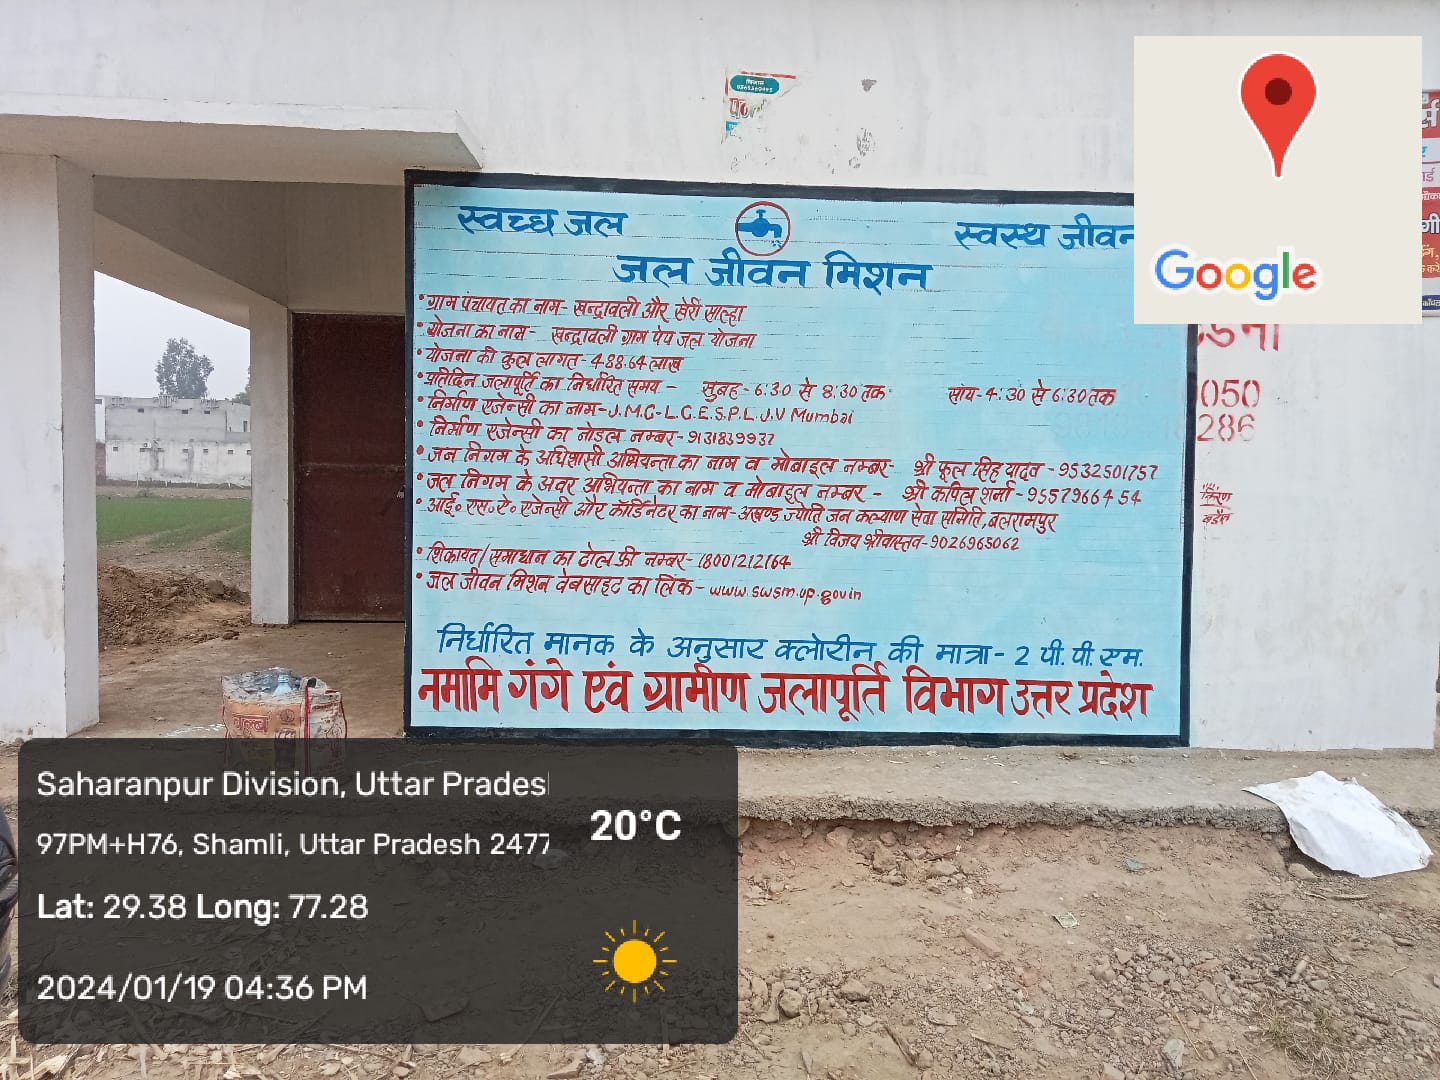 स्वच्छ जल
स्वस्थ जीवन
जल जीवन मिशन
• ग्राम पंचायत का नाम- खन्द्रावली और खेरी साल्हा
• योजना का नाम- खन्द्रावली ग्राम पेय जल योजना
• योजना की कुल लागत- 488.64 लाख
• प्रतिदिन जलापूर्ति का निर्धारित समय - सुबह- 6:30 से 8:30 तक सांय- 4:30 से 6:30 तक
• निर्माण एजेन्सी का नाम- J.M.C-L.C.E.S.P.L J.V Mumbai
• निर्माण एजेन्सी का नोडल नम्बर- 9131839937
• जन निगम के अधिशासी अभियन्ता का नाम व मोबाइल नम्बर- श्री फूल सिंह यादव - 9532501757
• जल निगम के अवर अभियन्ता का नाम व मोबाइल नम्बर - श्री कपिल शर्मा - 9557966454
• आई० एस० ए० एजेन्सी और कॉर्डिनेटर का नाम- अखण्ड ज्योति जन कल्याण सेवा समिति, बलरामपुर
श्री विजय श्रीवास्तव- 9026965062
• शिकायत/समाधान का टोल फ्री नम्बर- 18001212164
• जल जीवन मिशन वेबसाइट का लिंक- www.swsm.up.gov.in
निर्धारित मानक के अनुसार क्लोरीन की मात्रा- 2 पी.पी.एम.
नमामि गंगे एवं ग्रामीण जलापूर्ति विभाग उत्तर प्रदेश
050
286
Google
Saharanpur Division, Uttar Prades
97PM+H76, Shamli, Uttar Pradesh 2477
Lat: 29.38 Long: 77.28
2024/01/19 04:36 PM
20°C